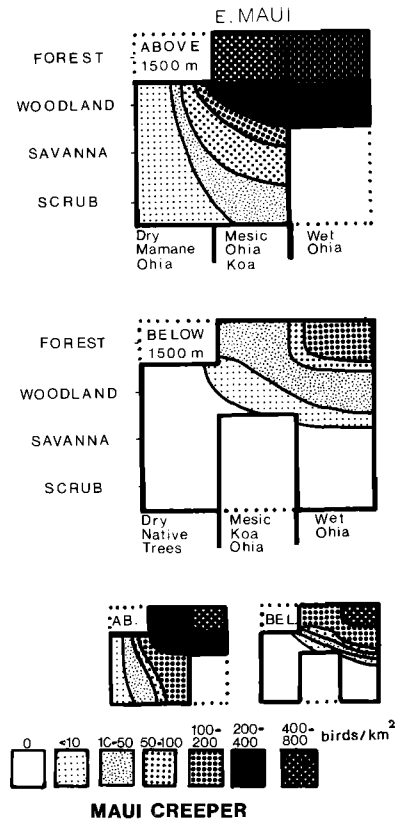 E. MAUI
FOREST
ABOVE
1500 m
WOODLAND
SAVANNA
SCRUB
Dry
Mamane
Ohia
Mesic
Ohia
Koa
Wet
Ohia
FOREST
BELOW
1500 m
WOODLAND
SAVANNA
SCRUB
Dry
Native
Trees
Mesic
Koa
Ohia
Wet
Ohia
AB.
BEL.
0
<10
10-50
50-100
100-
200
200-
400
400-
800
birds/km²
MAUI CREEPER